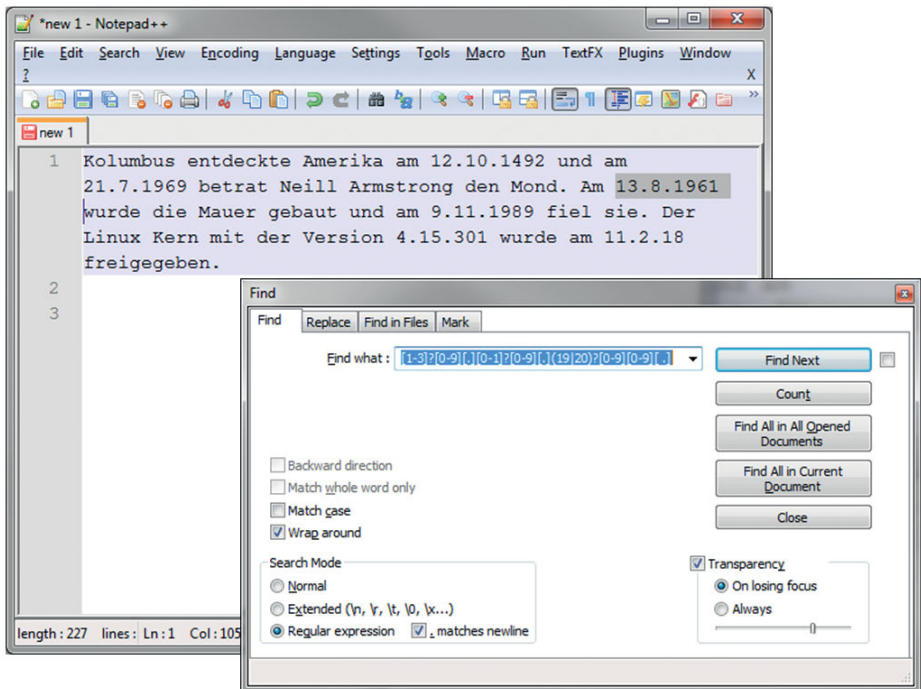 *new 1 - Notepad++
File Edit Search View Encoding Language Settings Tools Macro Run TextFX Plugins Window
? X
new 1
1 Kolumbus entdeckte Amerika am 12.10.1492 und am
21.7.1969 betrat Neill Armstrong den Mond. Am 13.8.1961
wurde die Mauer gebaut und am 9.11.1989 fiel sie. Der
Linux Kern mit der Version 4.15.301 wurde am 11.2.18
freigegeben.
2
3
Find
Find Replace Find in Files Mark
Find what : [1-3]?[0-9][.][0-1]?[0-9][.](19|20)?[0-9][0-9][ .]
Find Next
Count
Find All in All Opened
Documents
Find All in Current
Document
Close
Backward direction
Match whole word only
Match case
Wrap around
Search Mode
Normal
Extended (\n, \r, \t, \0, \x...)
Regular expression . matches newline
Transparency
On losing focus
Always
length : 227 lines : Ln : 1 Col : 105